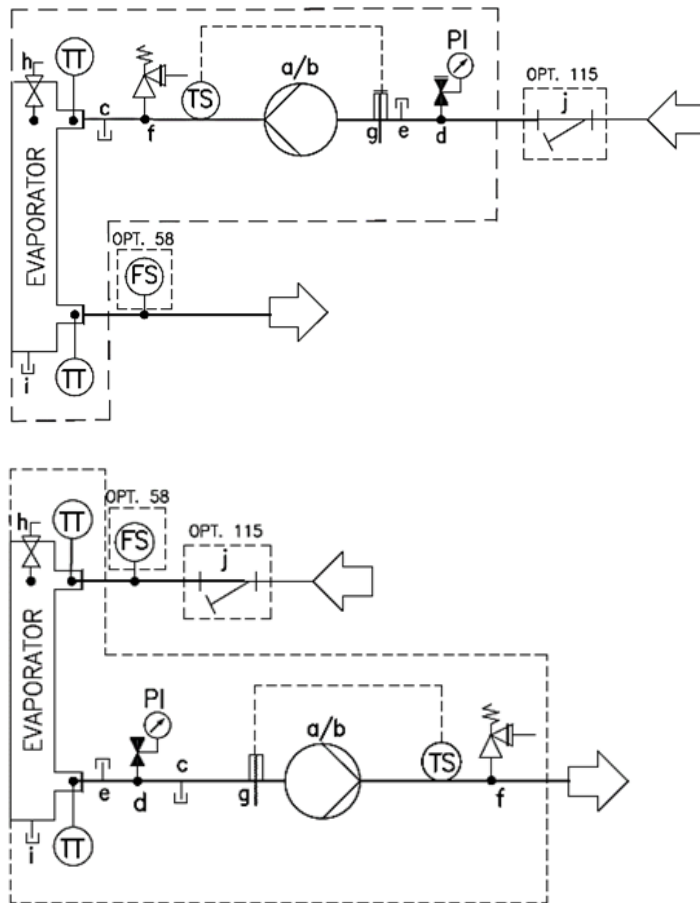 PI
OPT. 115
h
TT
a/b
j
TS
c
f
g
e
d
EVAPORATOR
OPT. 58
FS
i
TT
OPT. 58
h
TT
FS
OPT. 115
j
EVAPORATOR
PI
a/b
c
TS
e
d
g
f
i
TT